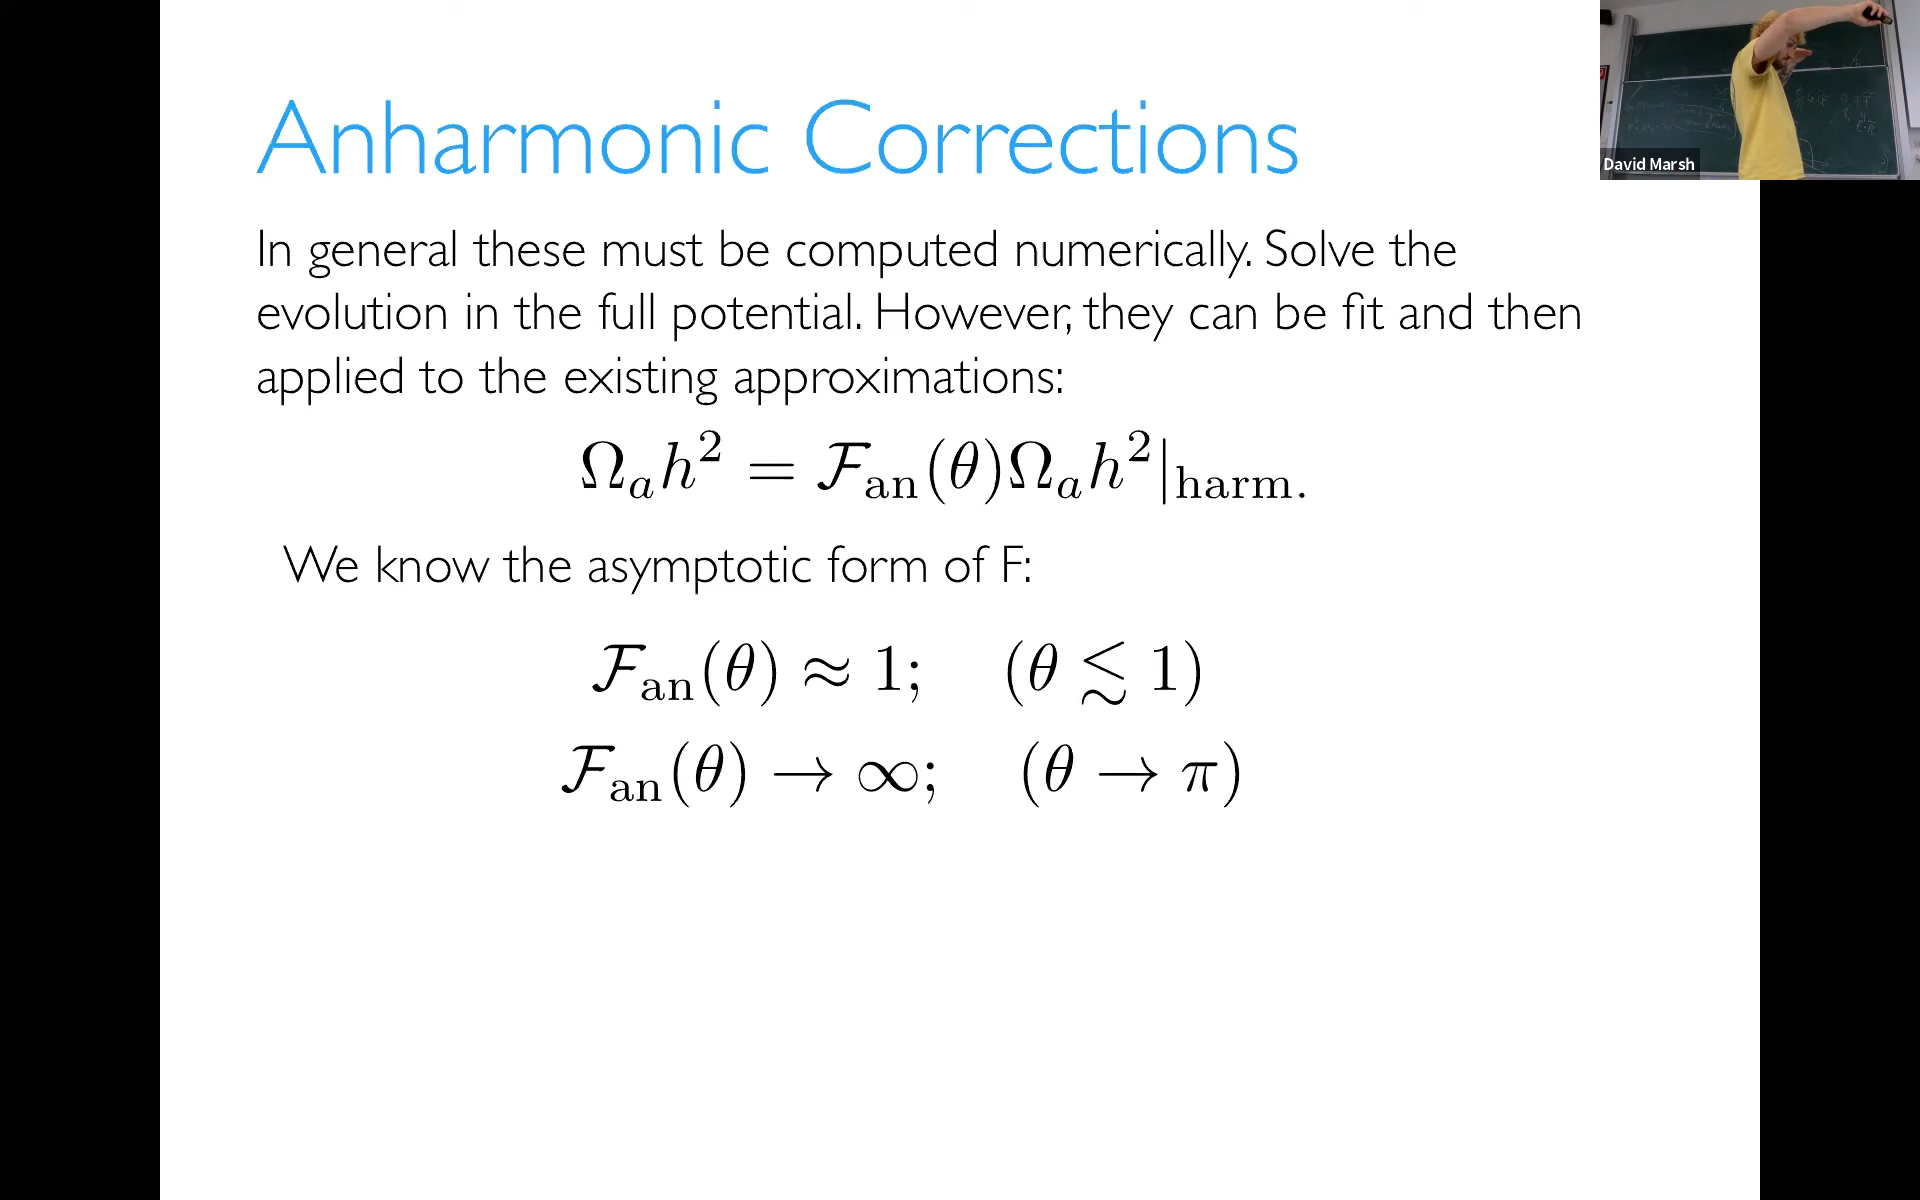 Anharmonic Corrections
David Marsh
In general these must be computed numerically. Solve the
evolution in the full potential. However, they can be fit and then
applied to the existing approximations:
Ωₐh² = ℱₐₙ(θ)Ωₐh²|harm.
We know the asymptotic form of F:
ℱₐₙ(θ) ≈ 1; (θ ≲ 1)
ℱₐₙ(θ) → ∞; (θ → π)